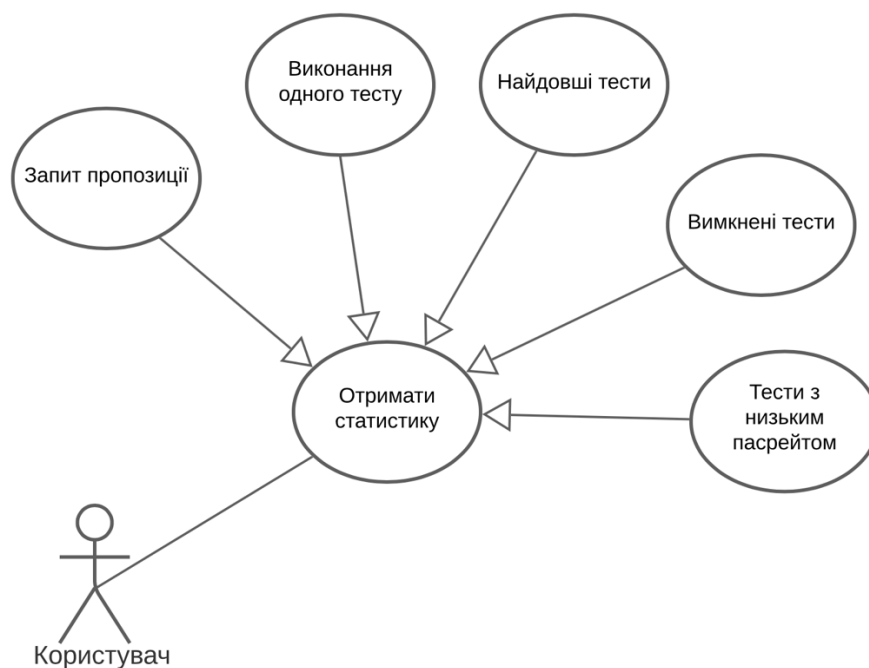 Виконання
одного тесту
Найдовші тести
Запит пропозиції
Вимкнені тести
Отримати
статистику
Тести з
низьким
пасрейтом
Користувач